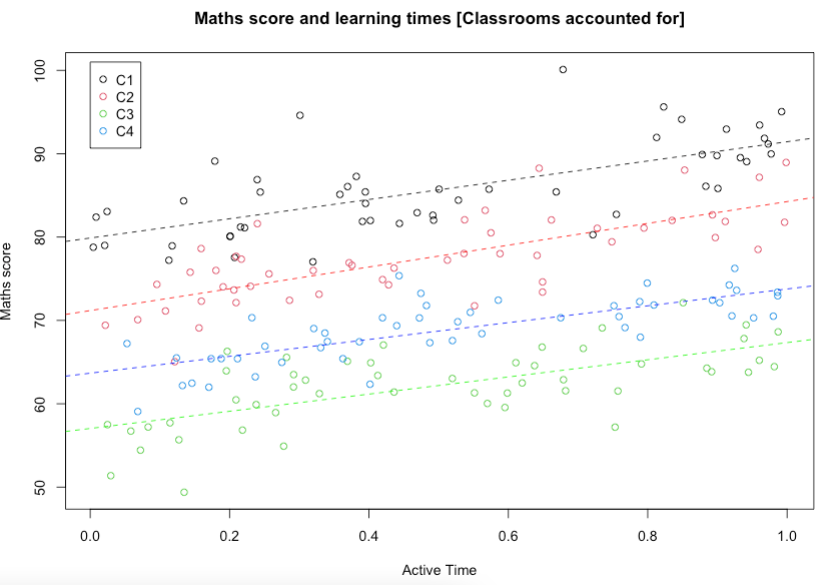 Maths score and learning times [Classrooms accounted for]
Maths score
100
90
80
70
60
50
C1
C2
C3
C4
0.0 0.2 0.4 0.6 0.8 1.0
Active Time